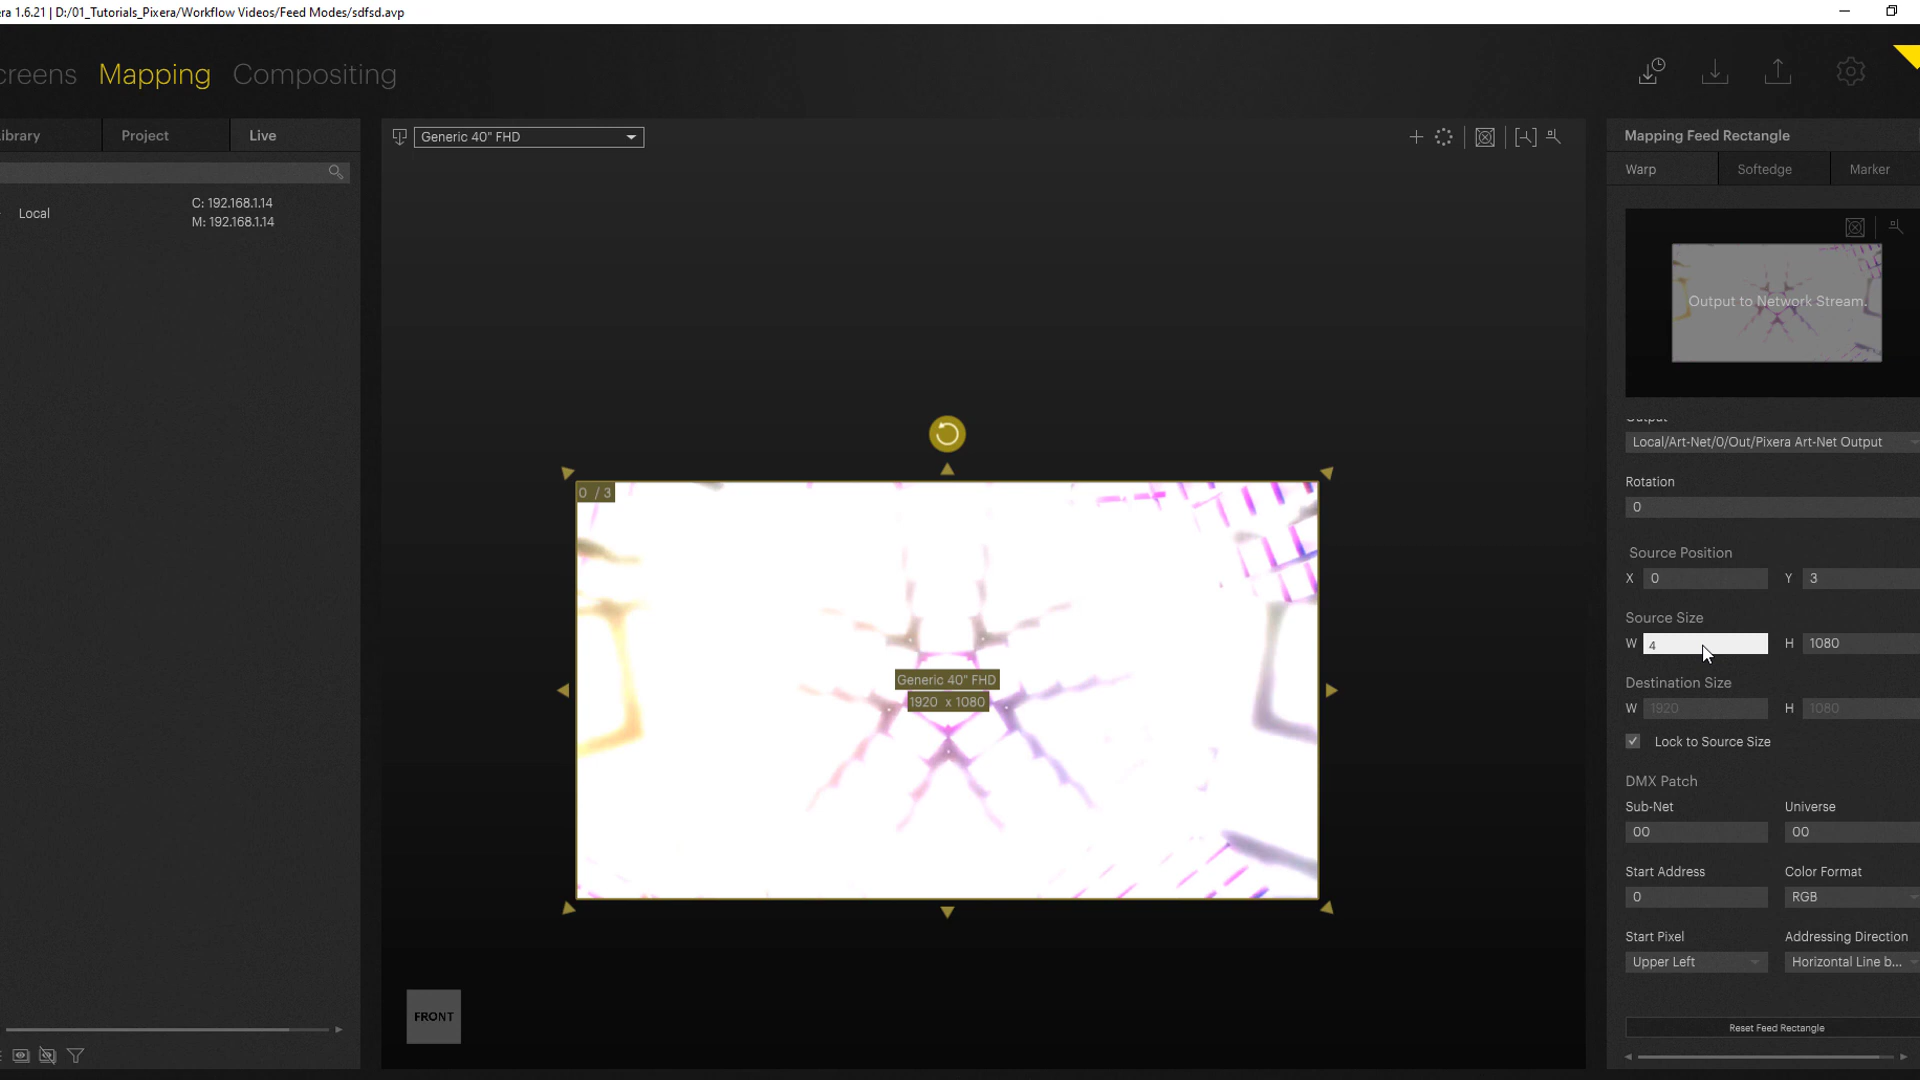 era 1.6.21 | D:/01_Tutorials_Pixera/Workflow Videos/Feed Modes/sdfsd.avp
creens Mapping Compositing
ibrary Project Live
Generic 40" FHD
Mapping Feed Rectangle
Warp Softedge Marker
Local
C: 192.168.1.14
M: 192.168.1.14
Output to Network Stream.
Output
Local/Art-Net/0/Out/Pixera Art-Net Output
Rotation
0
Source Position
X 0 Y 3
Source Size
W 4 H 1080
Destination Size
W 1920 H 1080
Lock to Source Size
DMX Patch
Sub-Net Universe
00 00
Start Address Color Format
0 RGB
Start Pixel Addressing Direction
Upper Left Horizontal Line b...
Reset Feed Rectangle
0 / 3
Generic 40" FHD
1920 x 1080
FRONT